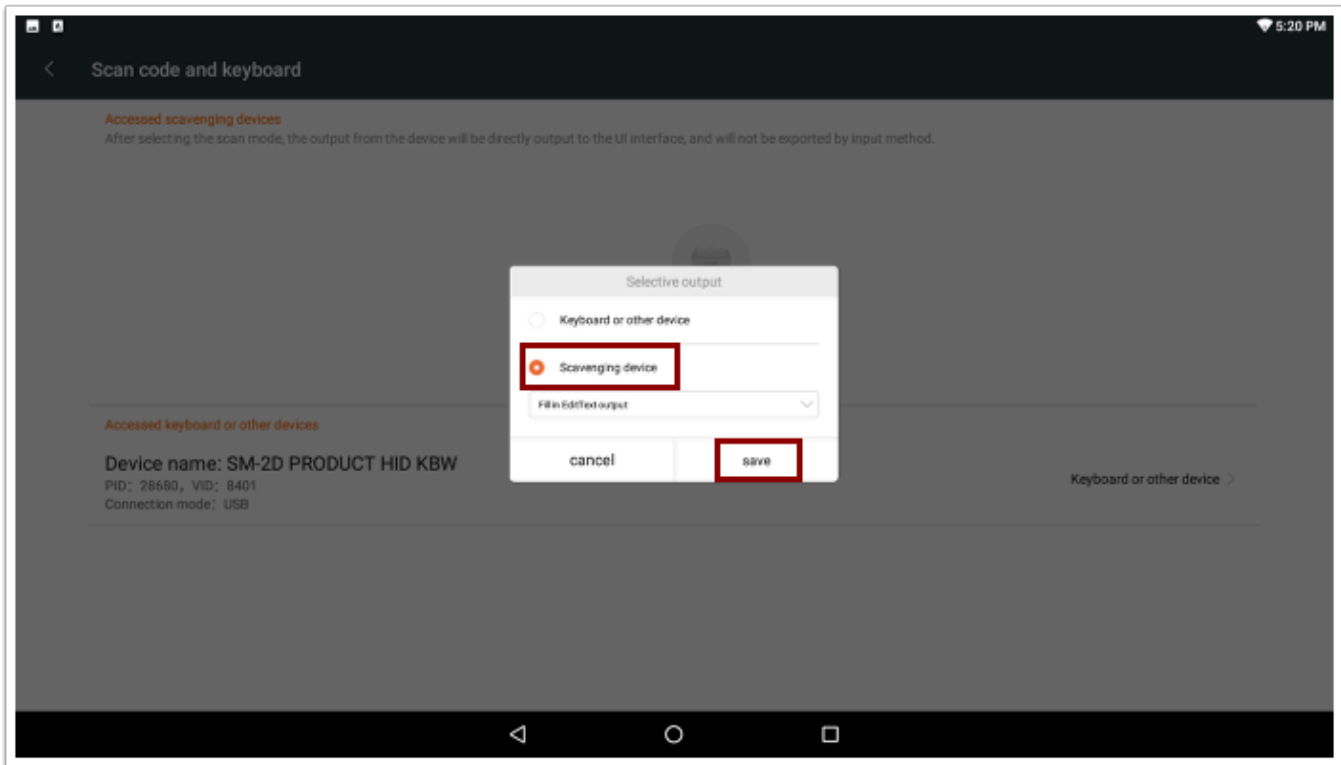 5:20 PM
Scan code and keyboard
Accessed scavenging devices
After selecting the scan mode, the output from the device will be directly output to the UI interface, and will not be exported by input method.
Selective output
Keyboard or other device
Scavenging device
Fill in EditText output
cancel
save
Accessed keyboard or other devices
Device name: SM-2D PRODUCT HID KBW
PID: 28680, VID: 8401
Connection mode: USB
Keyboard or other device